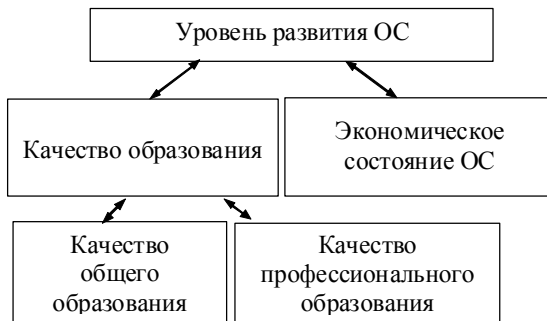 Уровень развития ОС
Качество образования
Экономическое
состояние ОС
Качество
общего
образования
Качество
профессионального
образования